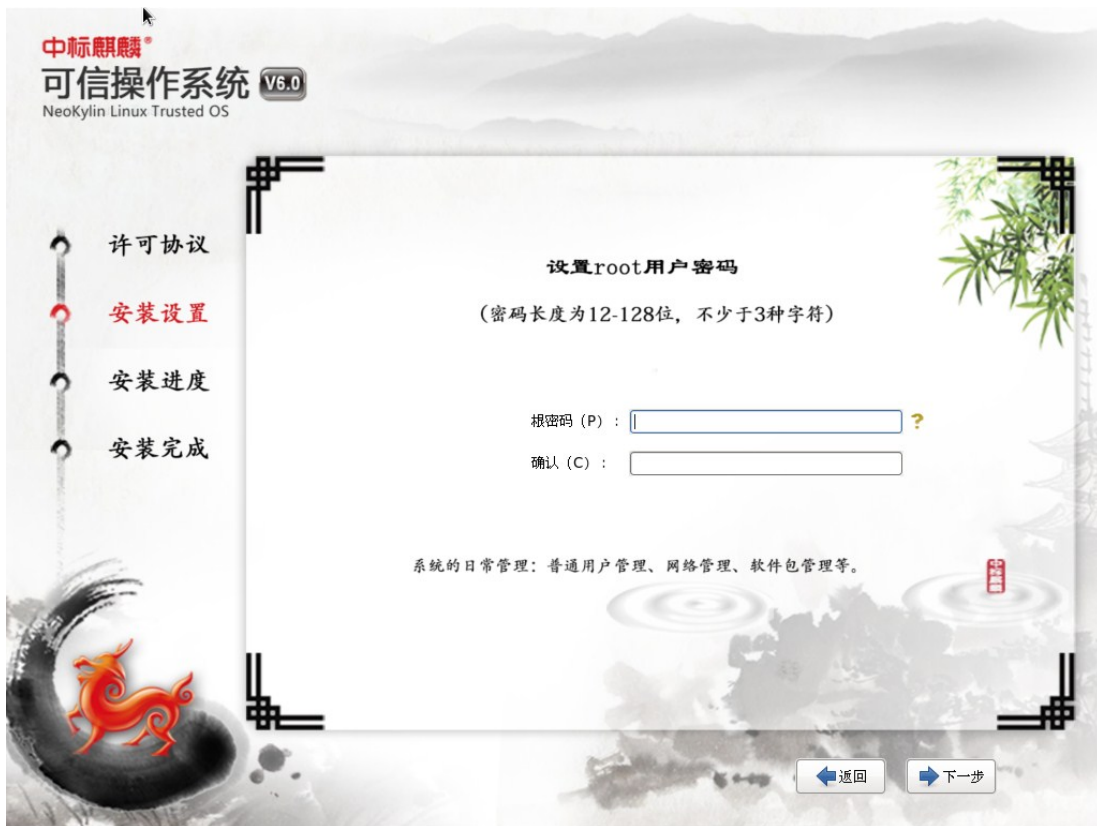 中标麒麟®
可信操作系统 V6.0
NeoKylin Linux Trusted OS
许可协议
安装设置
安装进度
安装完成
设置root用户密码
(密码长度为12-128位，不少于3种字符)
根密码（P）：
?
确认（C）：
系统的日常管理：普通用户管理、网络管理、软件包管理等。
中标麒麟
返回
下一步